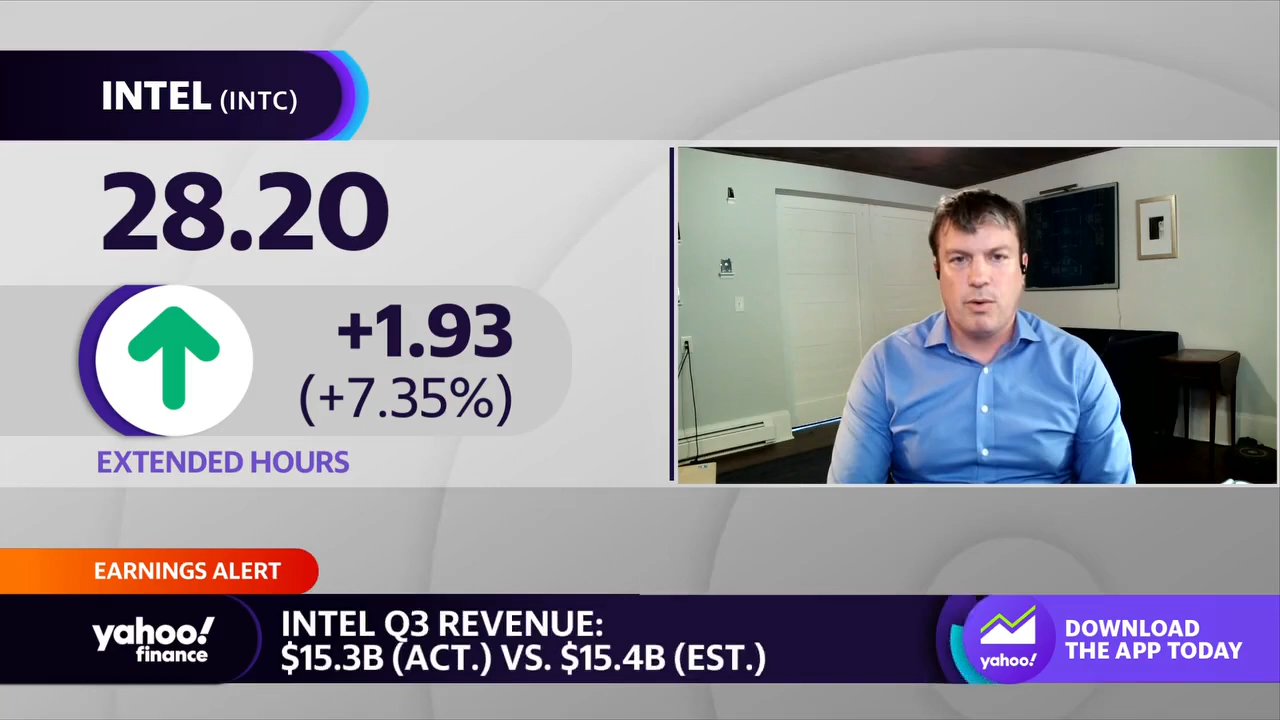 INTEL (INTC)
28.20
+1.93
(+7.35%)
EXTENDED HOURS
EARNINGS ALERT
yahoo!
finance
INTEL Q3 REVENUE:
$15.3B (ACT.) VS. $15.4B (EST.)
yahoo!
DOWNLOAD
THE APP TODAY